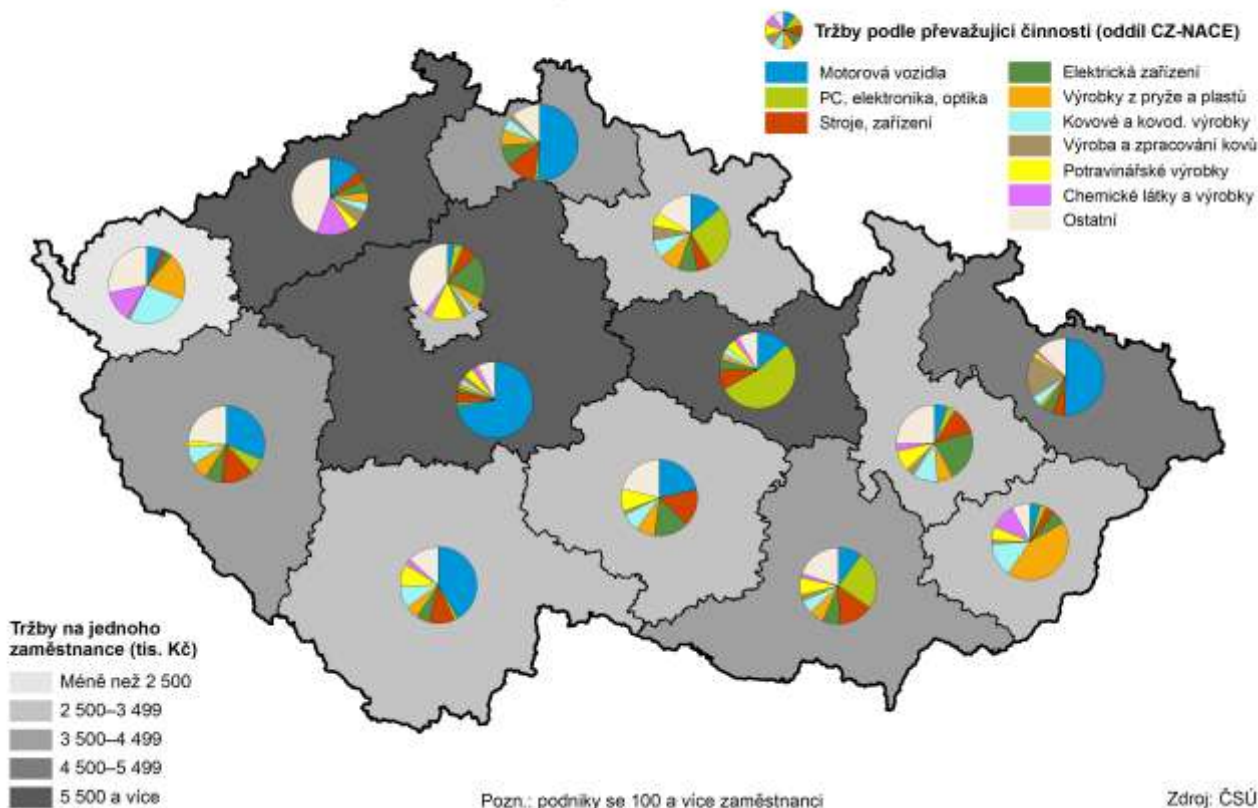 Tržby podle převažující činnosti (oddíl CZ-NACE)
Motorová vozidla
PC, elektronika, optika
Stroje, zařízení
Elektrická zařízení
Výrobky z pryže a plastů
Kovové a kovod. výrobky
Výroba a zpracování kovů
Potravinářské výrobky
Chemické látky a výrobky
Ostatní
Tržby na jednoho
zaměstnance (tis. Kč)
Méně než 2 500
2 500–3 499
3 500–4 499
4 500–5 499
5 500 a více
Pozn.: podniky se 100 a více zaměstnanci
Zdroj: ČSÚ